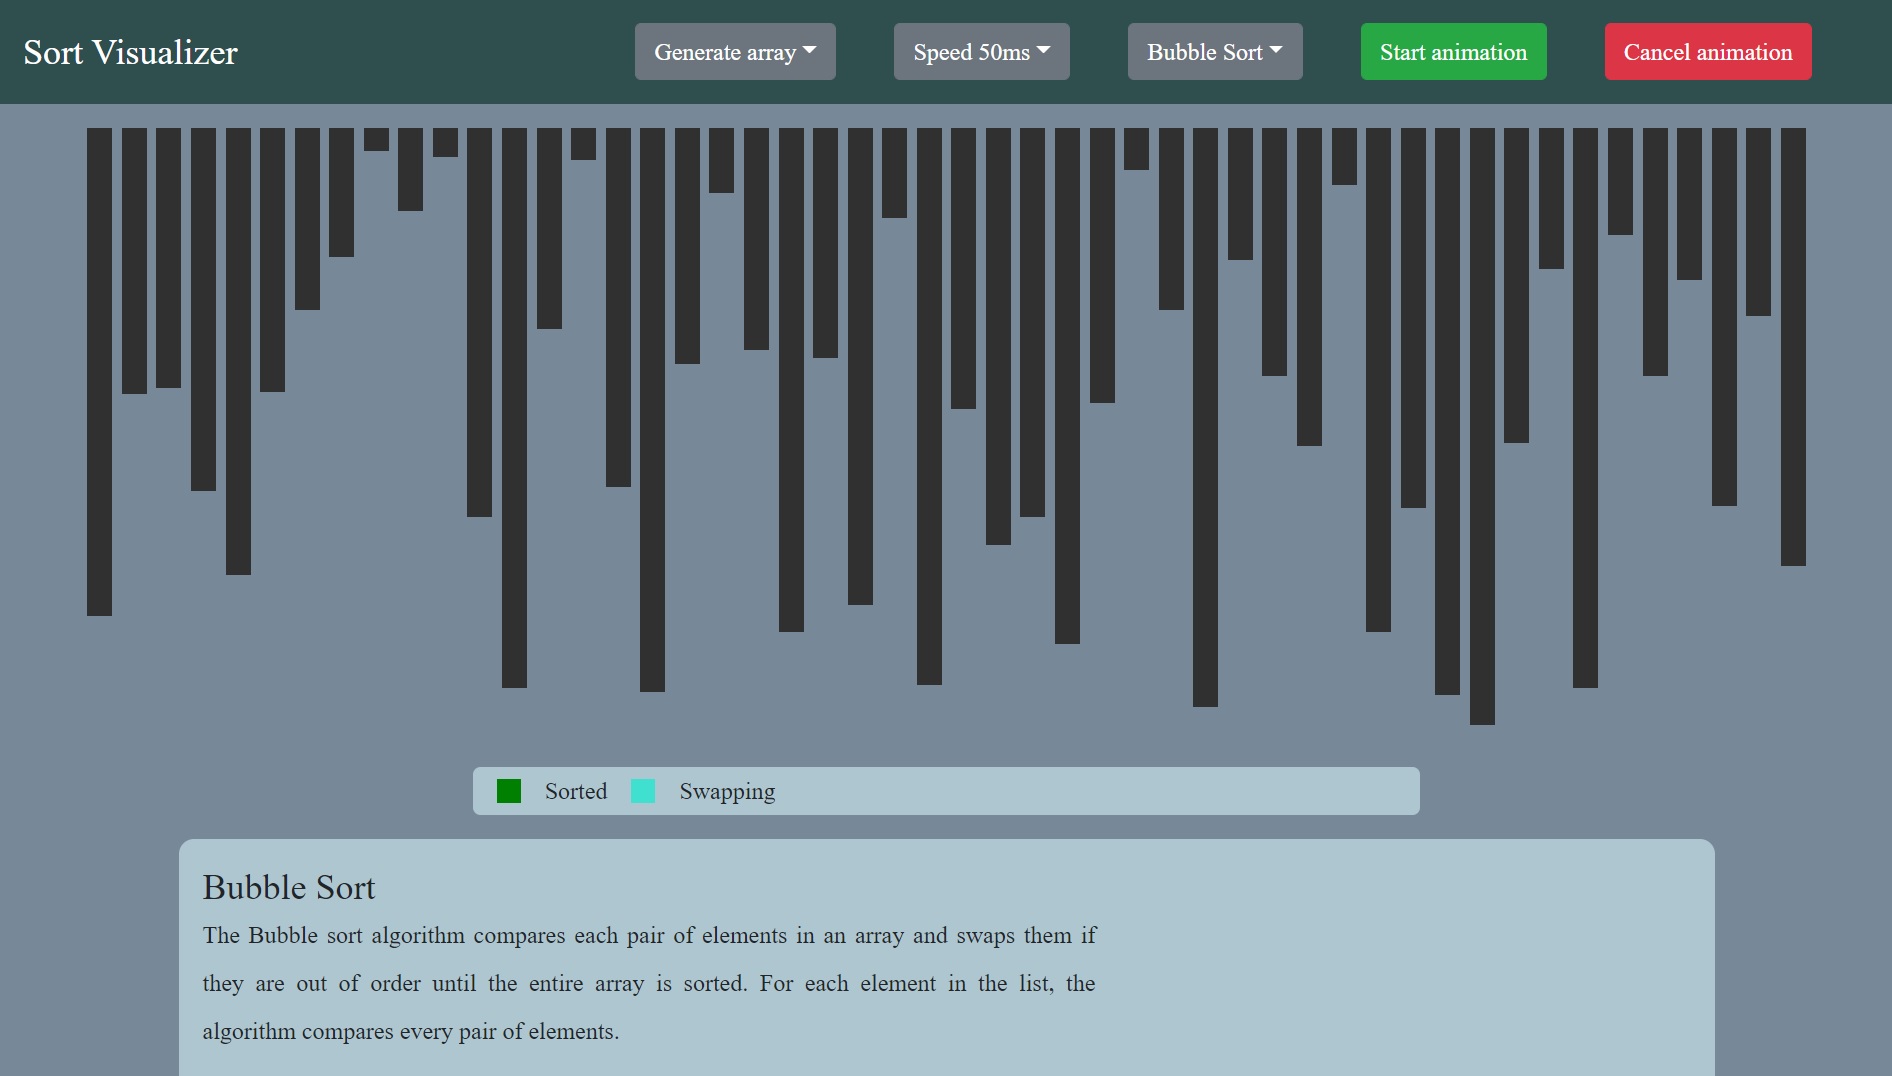 Sort Visualizer
Generate array
Speed 50ms
Bubble Sort
Start animation
Cancel animation
Sorted
Swapping
Bubble Sort
The Bubble sort algorithm compares each pair of elements in an array and swaps them if
they are out of order until the entire array is sorted. For each element in the list, the
algorithm compares every pair of elements.